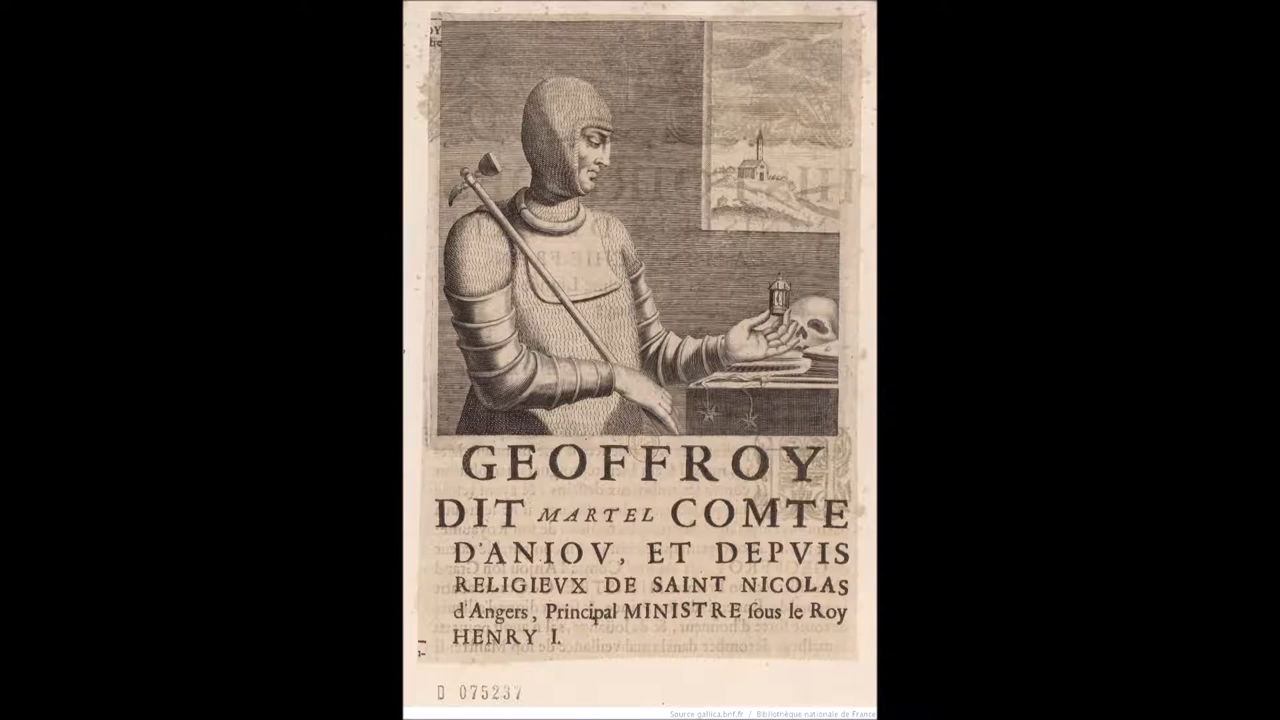 GEOFFROY
DIT MARTEL COMTE
D'ANIOV, ET DEPVIS
RELIGIEVX DE SAINT NICOLAS
d'Angers, Principal MINISTRE ſous le Roy
HENRY I.
D 075237
Source gallica.bnf.fr / Bibliothèque nationale de France